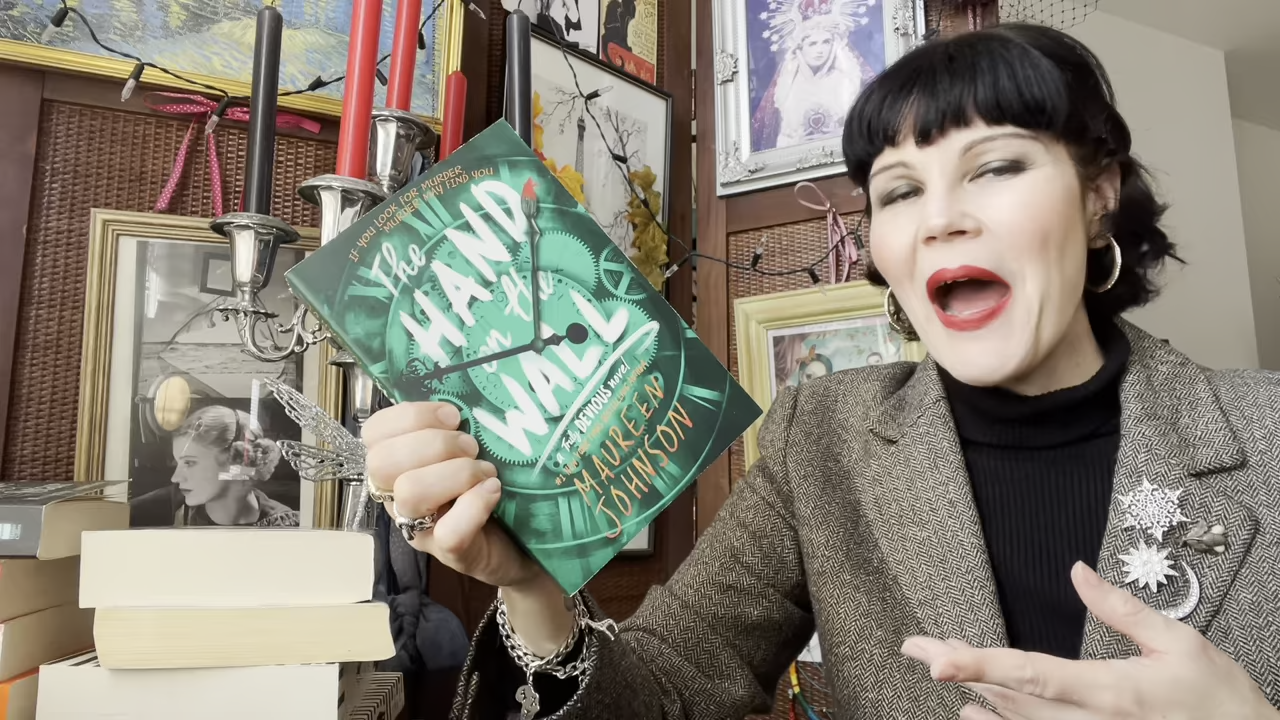 IF YOU LOOK FOR MURDER,
MURDER MAY FIND YOU
The
HAND
on the
WALL
A Truly DEVIOUS novel
MAUREEN
JOHNSON